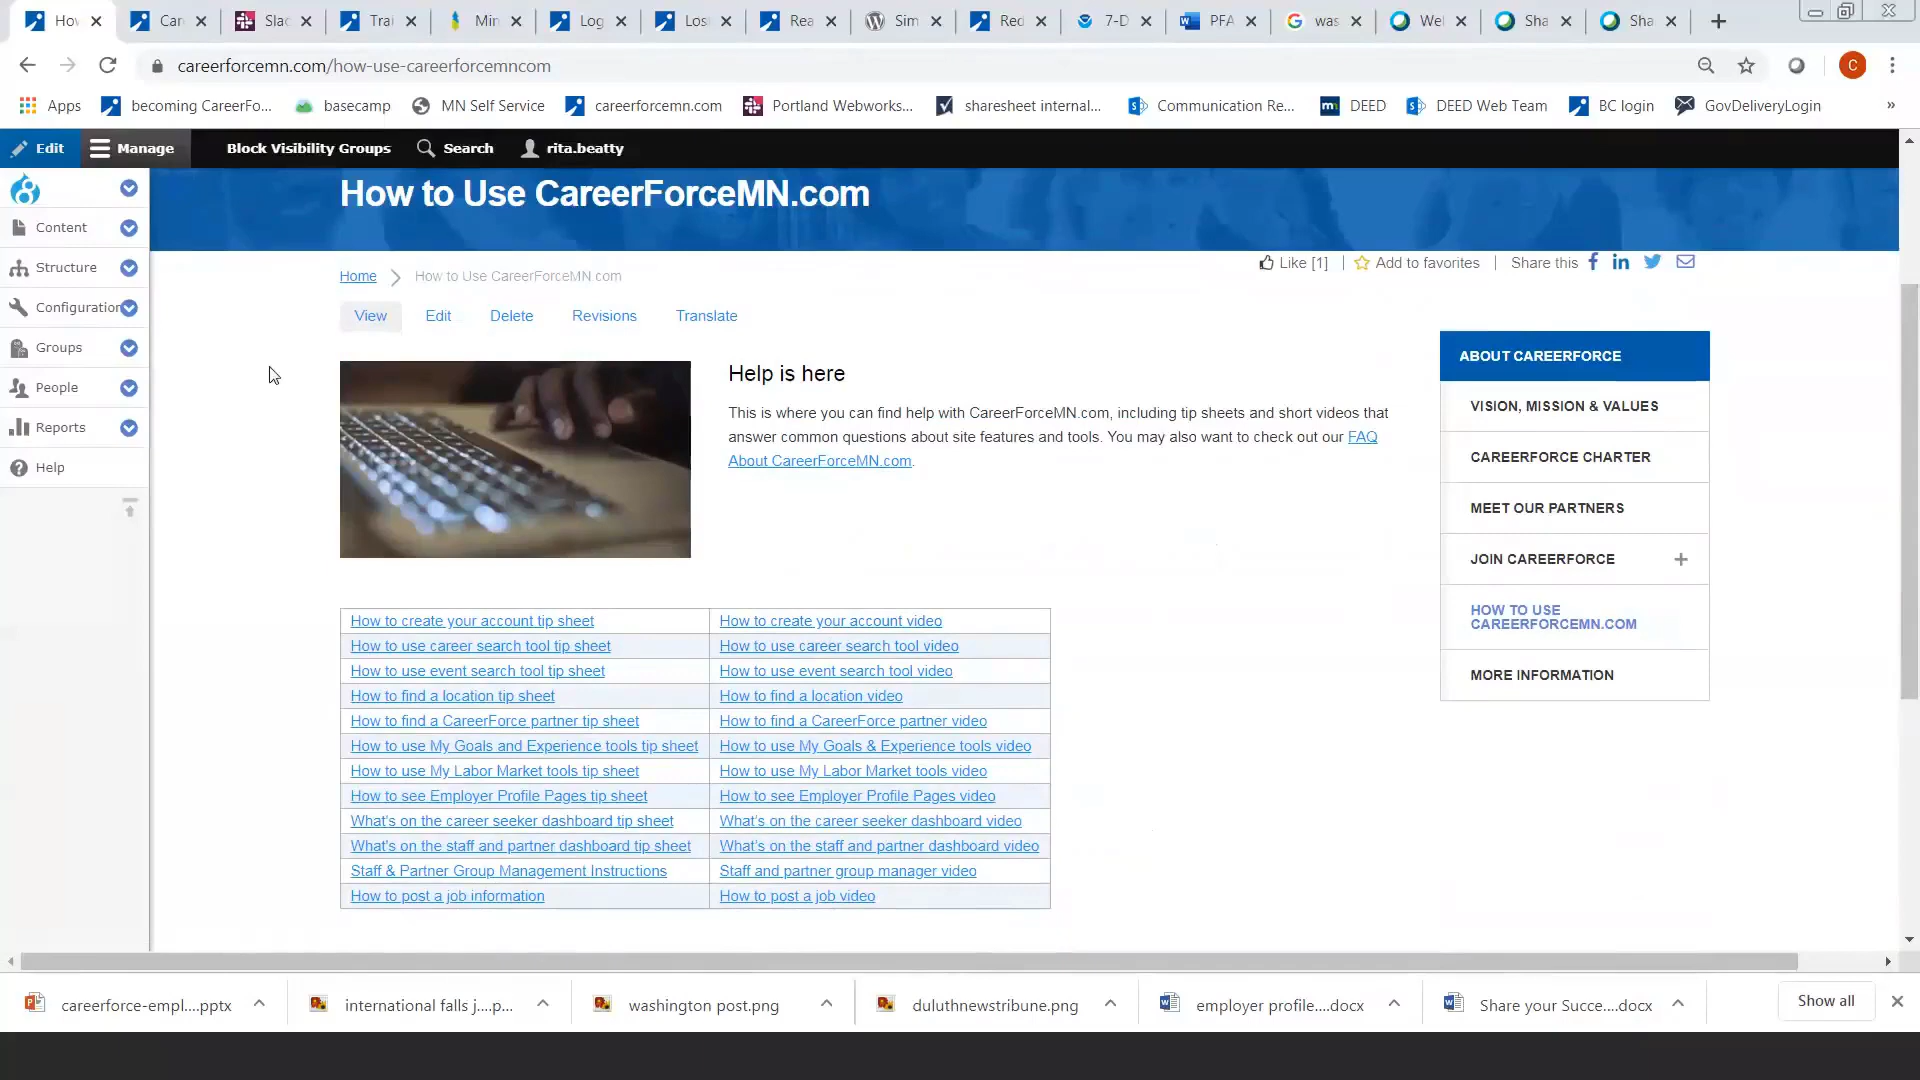 How
Car
Slac
Trai
Min
Log
Los
Rea
Sim
Red
7-D
PFA
was
Wel
Sha
Sha
careerforcemn.com/how-use-careerforcemncom
C
Apps
becoming CareerFo...
basecamp
MN Self Service
careerforcemn.com
Portland Webworks...
sharesheet internal...
Communication Re...
DEED
DEED Web Team
BC login
GovDeliveryLogin
»
Edit
Manage
Block Visibility Groups
Search
rita.beatty
Content
Structure
Configuration
Groups
People
Reports
Help
How to Use CareerForceMN.com
Home
How to Use CareerForceMN.com
Like [1] | Add to favorites | Share this
View
Edit
Delete
Revisions
Translate
Help is here
This is where you can find help with CareerForceMN.com, including tip sheets and short videos that
answer common questions about site features and tools. You may also want to check out our FAQ
About CareerForceMN.com.
How to create your account tip sheet
How to create your account video
How to use career search tool tip sheet
How to use career search tool video
How to use event search tool tip sheet
How to use event search tool video
How to find a location tip sheet
How to find a location video
How to find a CareerForce partner tip sheet
How to find a CareerForce partner video
How to use My Goals and Experience tools tip sheet
How to use My Goals & Experience tools video
How to use My Labor Market tools tip sheet
How to use My Labor Market tools video
How to see Employer Profile Pages tip sheet
How to see Employer Profile Pages video
What's on the career seeker dashboard tip sheet
What's on the career seeker dashboard video
What's on the staff and partner dashboard tip sheet
What's on the staff and partner dashboard video
Staff & Partner Group Management Instructions
Staff and partner group manager video
How to post a job information
How to post a job video
ABOUT CAREERFORCE
VISION, MISSION & VALUES
CAREERFORCE CHARTER
MEET OUR PARTNERS
JOIN CAREERFORCE +
HOW TO USE
CAREERFORCEMN.COM
MORE INFORMATION
careerforce-empl....pptx
international falls j....p...
washington post.png
duluthnewstribune.png
employer profile....docx
Share your Succe....docx
Show all